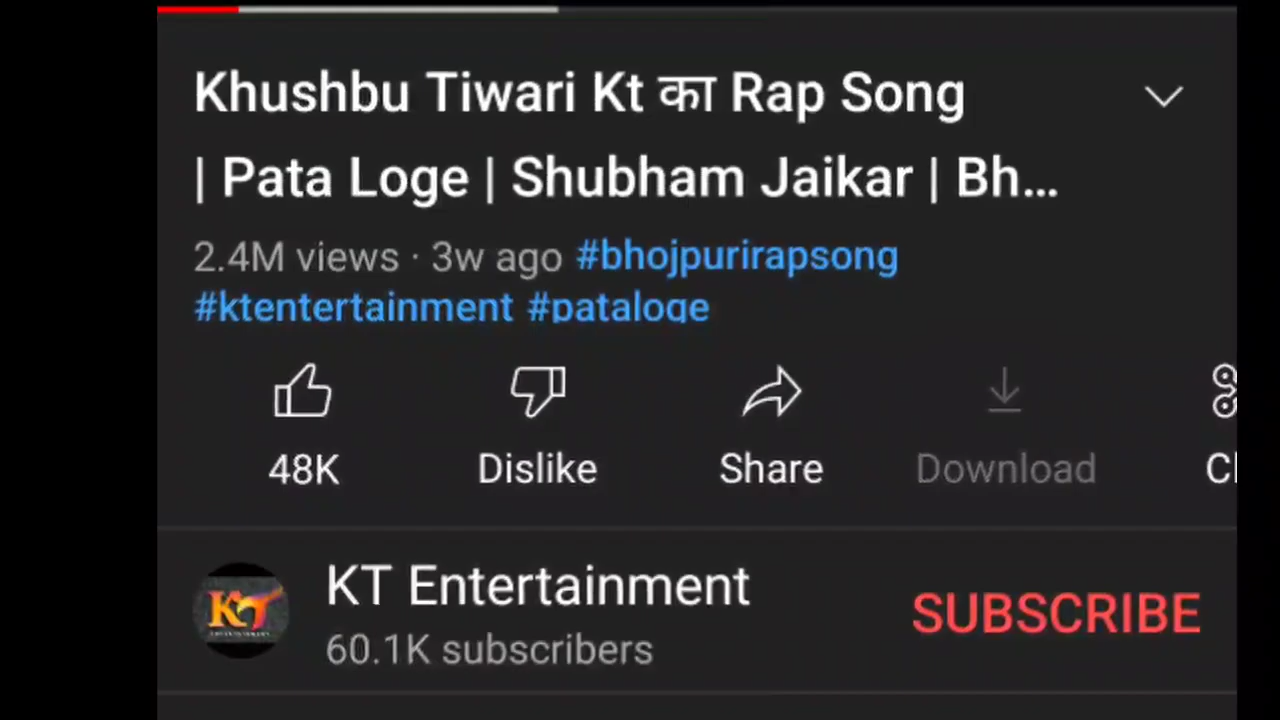 Khushbu Tiwari Kt का Rap Song
| Pata Loge | Shubham Jaikar | Bh...
2.4M views · 3w ago #bhojpurirapsong
#ktentertainment #pataloge
48K Dislike Share Download
KT
KT Entertainment
60.1K subscribers
SUBSCRIBE